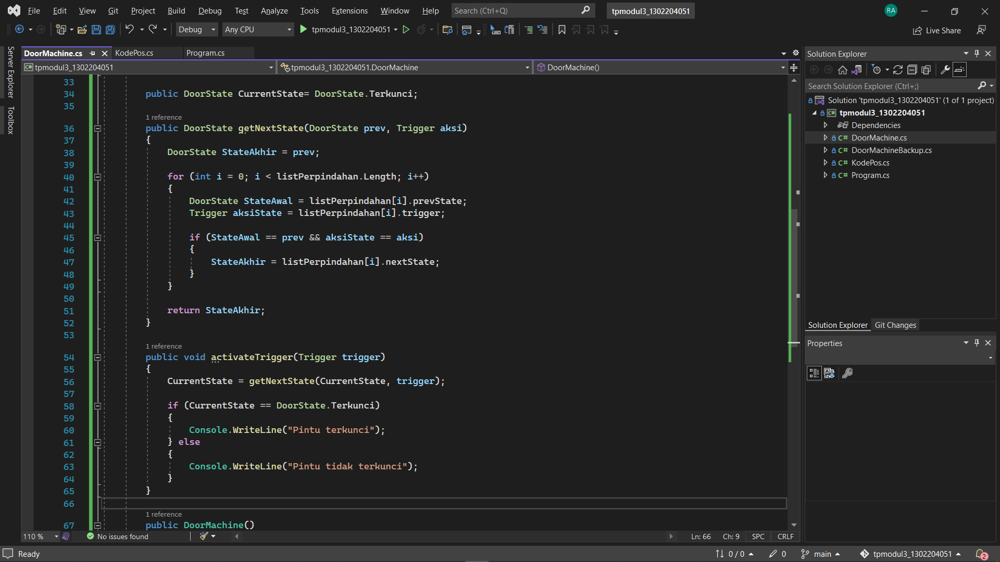 File Edit View Git Project Build Debug Test Analyze Tools Extensions Window Help Search (Ctrl+Q) tpmodul3_1302204051 RA
Debug Any CPU tpmodul3_1302204051 Live Share
Server Explorer
Toolbox
DoorMachine.cs KodePos.cs Program.cs
C# tpmodul3_1302204051 tpmodul3_1302204051.DoorMachine DoorMachine()
33
34 public DoorState CurrentState= DoorState.Terkunci;
35
1 reference
36 public DoorState getNextState(DoorState prev, Trigger aksi)
37 {
38 DoorState StateAkhir = prev;
39
40 for (int i = 0; i < listPerpindahan.Length; i++)
41 {
42 DoorState StateAwal = listPerpindahan[i].prevState;
43 Trigger aksiState = listPerpindahan[i].trigger;
44
45 if (StateAwal == prev && aksiState == aksi)
46 {
47 StateAkhir = listPerpindahan[i].nextState;
48 }
49 }
50
51 return StateAkhir;
52 }
53
1 reference
54 public void activateTrigger(Trigger trigger)
55 {
56 CurrentState = getNextState(CurrentState, trigger);
57
58 if (CurrentState == DoorState.Terkunci)
59 {
60 Console.WriteLine("Pintu terkunci");
61 } else
62 {
63 Console.WriteLine("Pintu tidak terkunci");
64 }
65 }
66
1 reference
67 public DoorMachine()
110 % No issues found Ln: 66 Ch: 9 SPC CRLF
Solution Explorer
Search Solution Explorer (Ctrl+;)
Solution 'tpmodul3_1302204051' (1 of 1 project)
C# tpmodul3_1302204051
Dependencies
C# DoorMachine.cs
C# DoorMachineBackup.cs
C# KodePos.cs
C# Program.cs
Solution Explorer Git Changes
Properties
Ready 0 / 0 0 main tpmodul3_1302204051 2